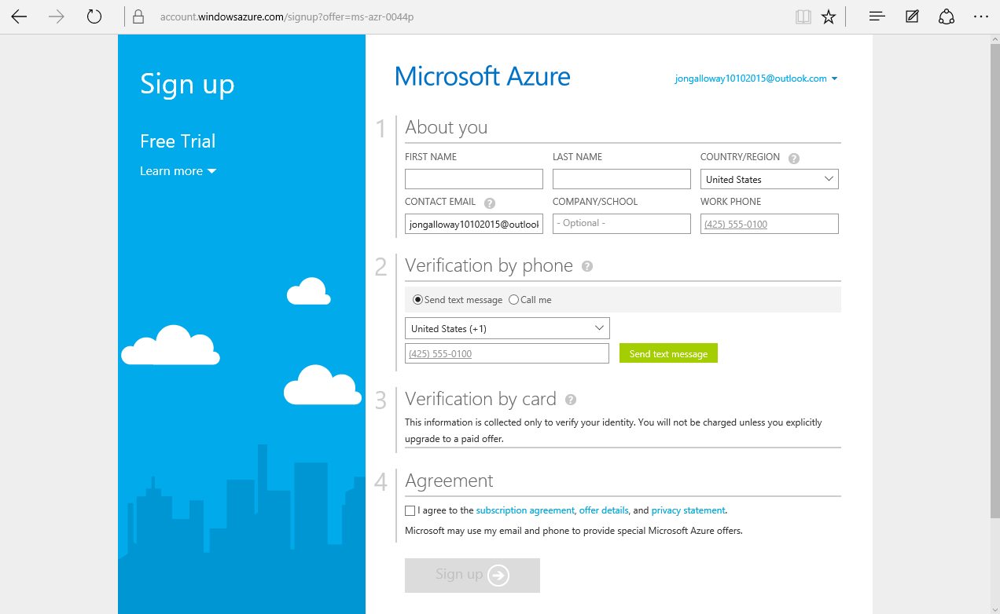 account.windowsazure.com/signup?offer=ms-azr-0044p
Sign up
Free Trial
Learn more
Microsoft Azure
jongalloway10102015@outlook.com
1
About you
FIRST NAME
LAST NAME
COUNTRY/REGION ?
United States
CONTACT EMAIL ?
COMPANY/SCHOOL
WORK PHONE
jongalloway10102015@outlook
- Optional -
(425) 555-0100
2
Verification by phone ?
Send text message
Call me
United States (+1)
(425) 555-0100
Send text message
3
Verification by card ?
This information is collected only to verify your identity. You will not be charged unless you explicitly
upgrade to a paid offer.
4
Agreement
I agree to the subscription agreement, offer details, and privacy statement.
Microsoft may use my email and phone to provide special Microsoft Azure offers.
Sign up